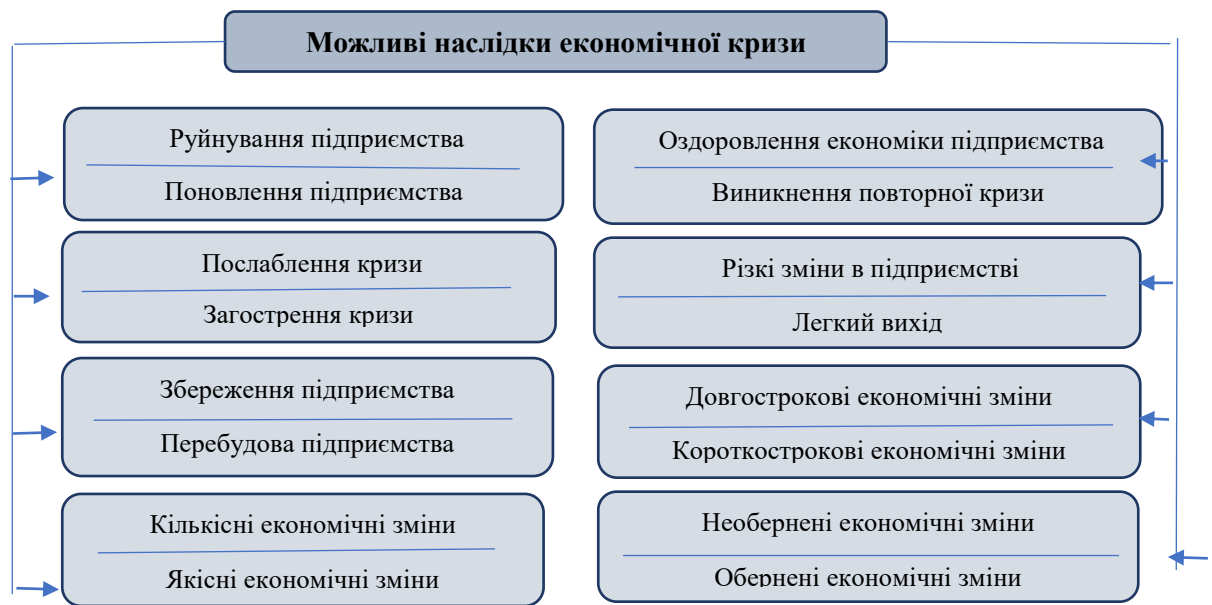 Можливі наслідки економічної кризи
Руйнування підприємства
Поновлення підприємства
Послаблення кризи
Загострення кризи
Збереження підприємства
Перебудова підприємства
Кількісні економічні зміни
Якісні економічні зміни
Оздоровлення економіки підприємства
Виникнення повторної кризи
Різкі зміни в підприємстві
Легкий вихід
Довгострокові економічні зміни
Короткострокові економічні зміни
Необернені економічні зміни
Обернені економічні зміни